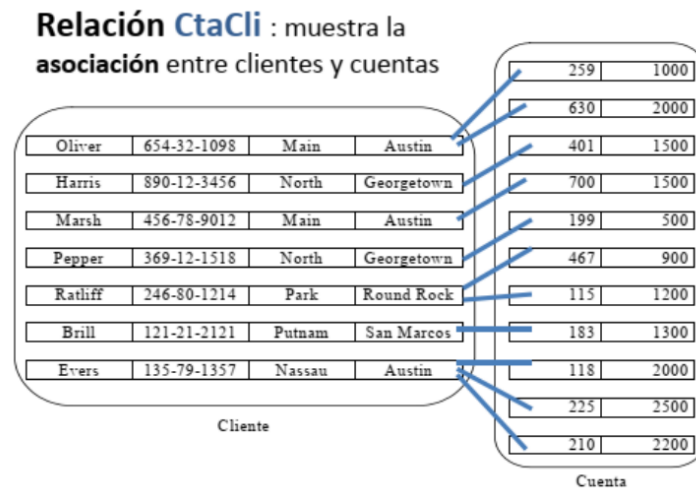 Relación CtaCli : muestra la
asociación entre clientes y cuentas
259 1000
630 2000
Oliver 654-32-1098 Main Austin
401 1500
Harris 890-12-3456 North Georgetown
700 1500
Marsh 456-78-9012 Main Austin
199 500
Pepper 369-12-1518 North Georgetown
467 900
Ratliff 246-80-1214 Park Round Rock
115 1200
Brill 121-21-2121 Putnam San Marcos
183 1300
Evers 135-79-1357 Nassau Austin
118 2000
225 2500
210 2200
Cliente
Cuenta